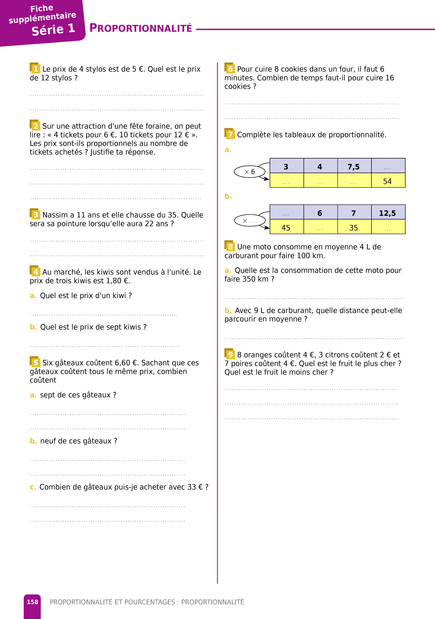 Fiche
supplémentaire
Série 1
PROPORTIONNALITÉ
1 Le prix de 4 stylos est de 5 €. Quel est le prix
de 12 stylos ?
2 Sur une attraction d'une fête foraine, on peut
lire : « 4 tickets pour 6 €, 10 tickets pour 12 € ».
Les prix sont-ils proportionnels au nombre de
tickets achetés ? Justifie ta réponse.
3 Nassim a 11 ans et elle chausse du 35. Quelle
sera sa pointure lorsqu'elle aura 22 ans ?
4 Au marché, les kiwis sont vendus à l'unité. Le
prix de trois kiwis est 1,80 €.
a. Quel est le prix d'un kiwi ?
b. Quel est le prix de sept kiwis ?
5 Six gâteaux coûtent 6,60 €. Sachant que ces
gâteaux coûtent tous le même prix, combien
coûtent
a. sept de ces gâteaux ?
b. neuf de ces gâteaux ?
c. Combien de gâteaux puis-je acheter avec 33 € ?
6 Pour cuire 8 cookies dans un four, il faut 6
minutes. Combien de temps faut-il pour cuire 16
cookies ?
7 Complète les tableaux de proportionnalité.
a.
× 6
3 4 7,5 ...
... ... ... 54
b.
× ...
... 6 7 12,5
45 ... 35 ...
8 Une moto consomme en moyenne 4 L de
carburant pour faire 100 km.
a. Quelle est la consommation de cette moto pour
faire 350 km ?
b. Avec 9 L de carburant, quelle distance peut-elle
parcourir en moyenne ?
9 8 oranges coûtent 4 €, 3 citrons coûtent 2 € et
7 poires coûtent 4 €. Quel est le fruit le plus cher ?
Quel est le fruit le moins cher ?
158 PROPORTIONNALITÉ ET POURCENTAGES : PROPORTIONNALITÉ